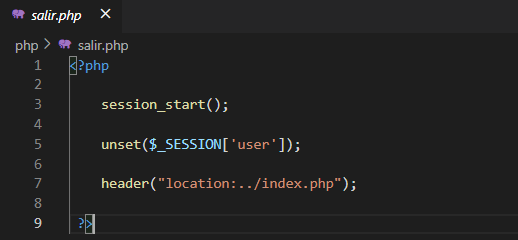 salir.php ×
php > salir.php
1 <?php
2
3 session_start();
4
5 unset($_SESSION['user']);
6
7 header("location:../index.php");
8
9 ?>